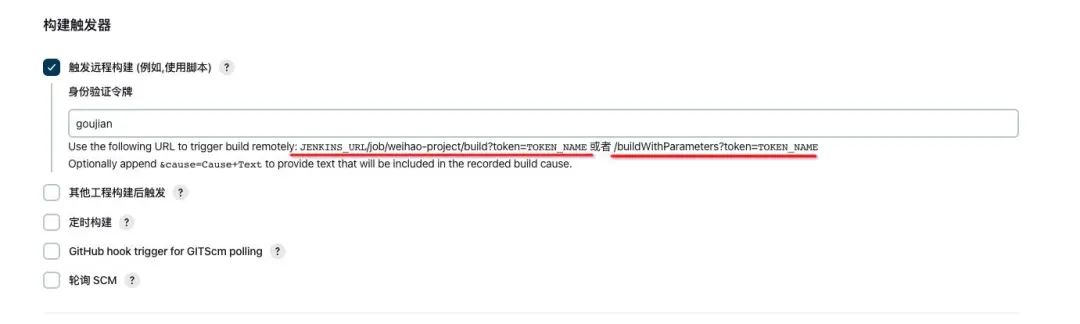 构建触发器
触发远程构建 (例如,使用脚本) ?
身份验证令牌
goujian
Use the following URL to trigger build remotely: JENKINS_URL/job/weihao-project/build?token=TOKEN_NAME 或者 /buildWithParameters?token=TOKEN_NAME
Optionally append &cause=Cause+Text to provide text that will be included in the recorded build cause.
其他工程构建后触发 ?
定时构建 ?
GitHub hook trigger for GITScm polling ?
轮询 SCM ?